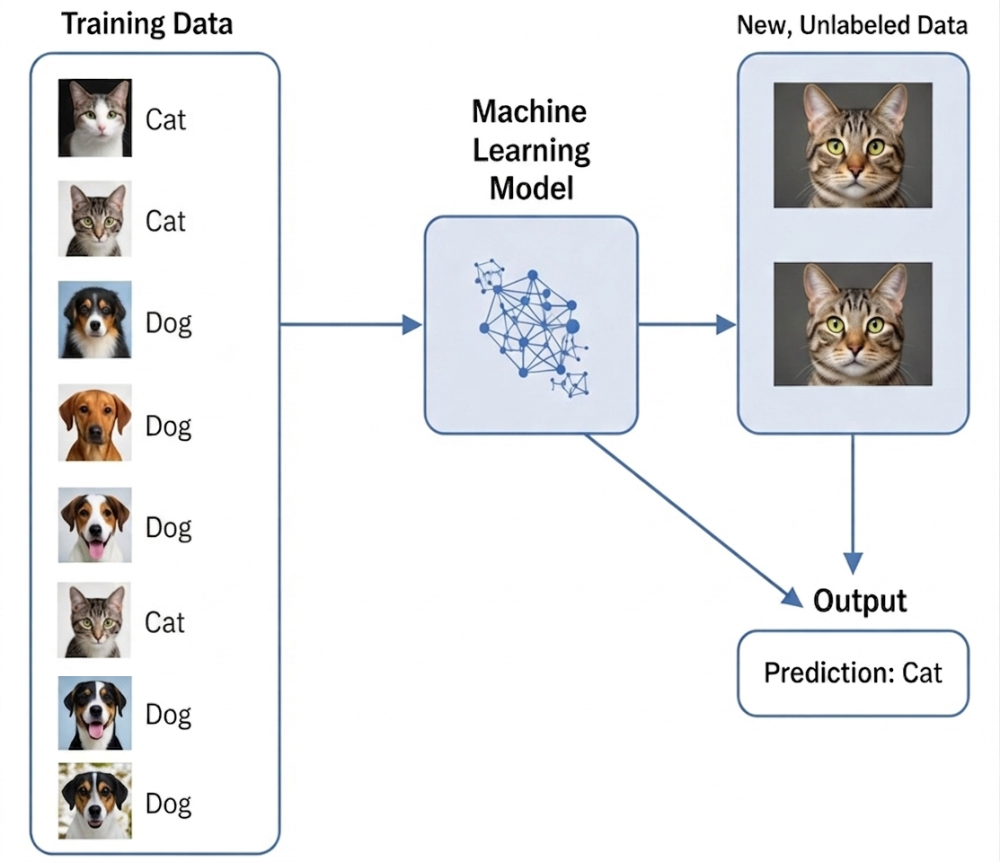 Training Data
Cat
Cat
Dog
Dog
Dog
Cat
Dog
Dog
Machine
Learning
Model
New, Unlabeled Data
Output
Prediction: Cat